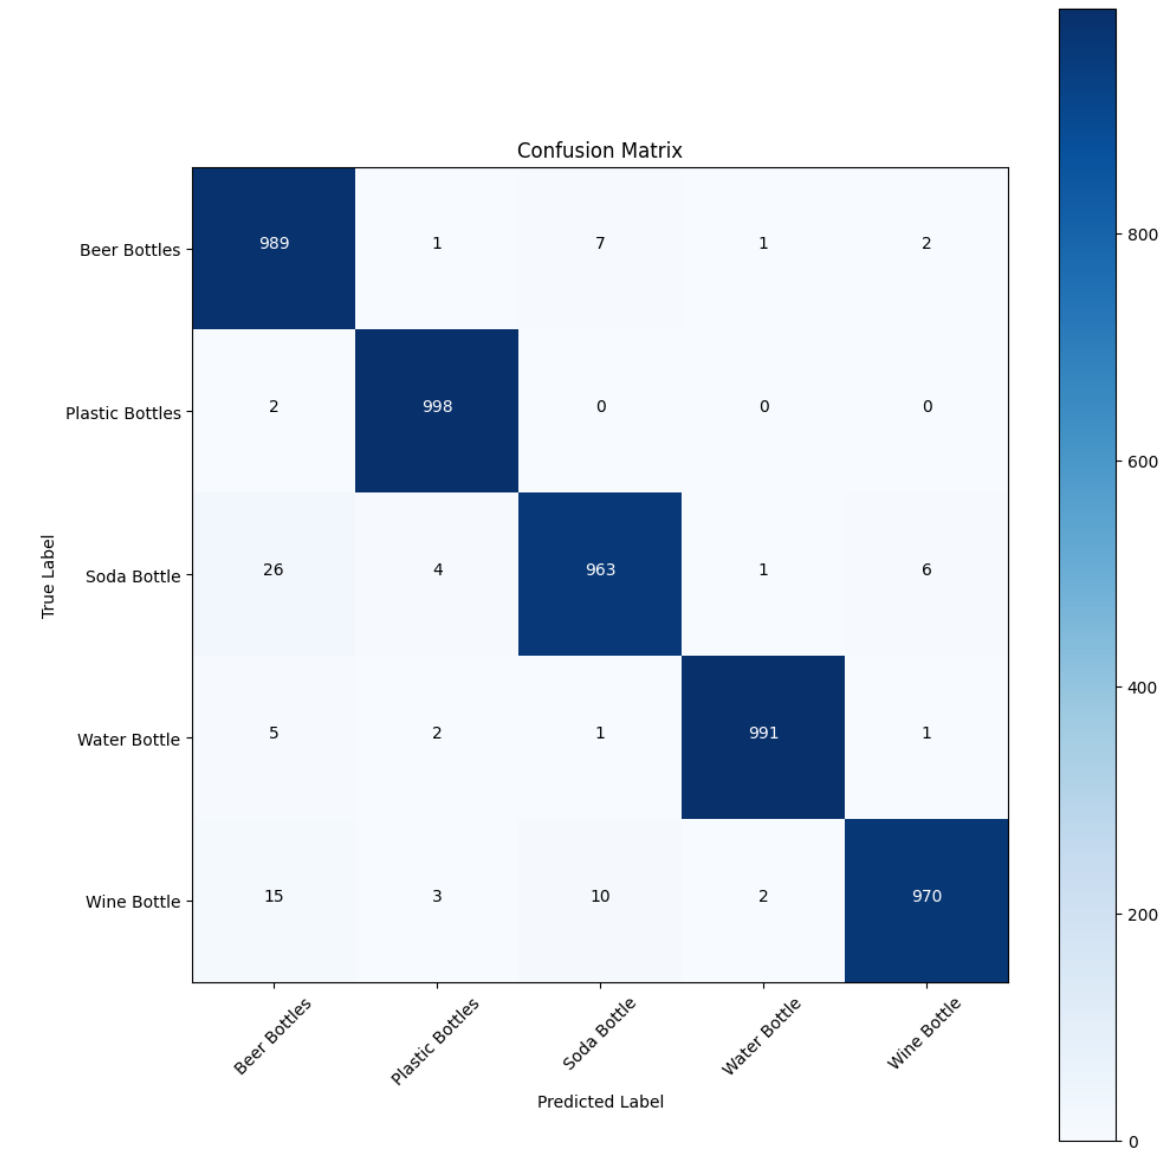 Confusion Matrix
Beer Bottles 989 1 7 1 2
Plastic Bottles 2 998 0 0 0
Soda Bottle 26 4 963 1 6
Water Bottle 5 2 1 991 1
Wine Bottle 15 3 10 2 970
True Label
Beer Bottles Plastic Bottles Soda Bottle Water Bottle Wine Bottle
Predicted Label
800
600
400
200
0